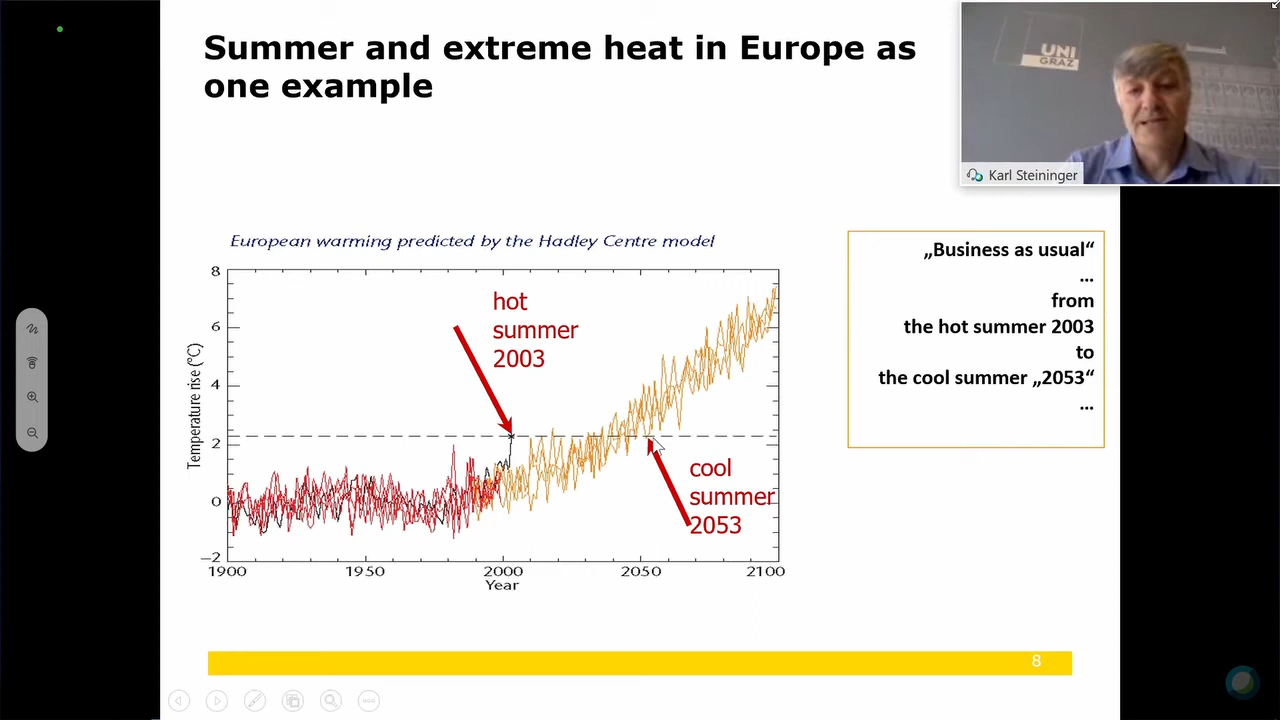 Summer and extreme heat in Europe as
one example
UNI
GRAZ
Karl Steininger
European warming predicted by the Hadley Centre model
8
6
4
2
0
−2
Temperature rise (°C)
hot
summer
2003
cool
summer
2053
1900
1950
2000
2050
2100
Year
„Business as usual“
...
from
the hot summer 2003
to
the cool summer „2053“
...
8